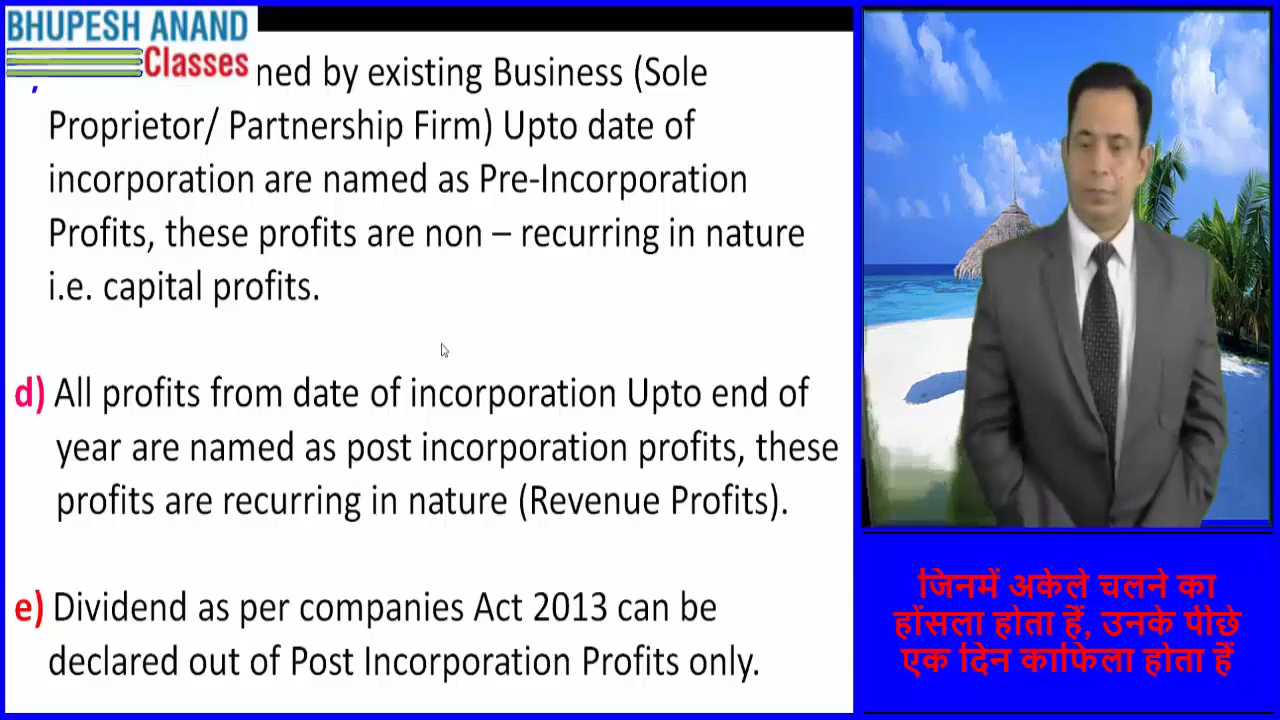 BHUPESH ANAND
Classes
ned by existing Business (Sole
Proprietor/ Partnership Firm) Upto date of
incorporation are named as Pre-Incorporation
Profits, these profits are non – recurring in nature
i.e. capital profits.
d) All profits from date of incorporation Upto end of
year are named as post incorporation profits, these
profits are recurring in nature (Revenue Profits).
e) Dividend as per companies Act 2013 can be
declared out of Post Incorporation Profits only.
जिनमें अकेले चलने का
होंसला होता हैं, उनके पीछे
एक दिन काफिला होता हैं